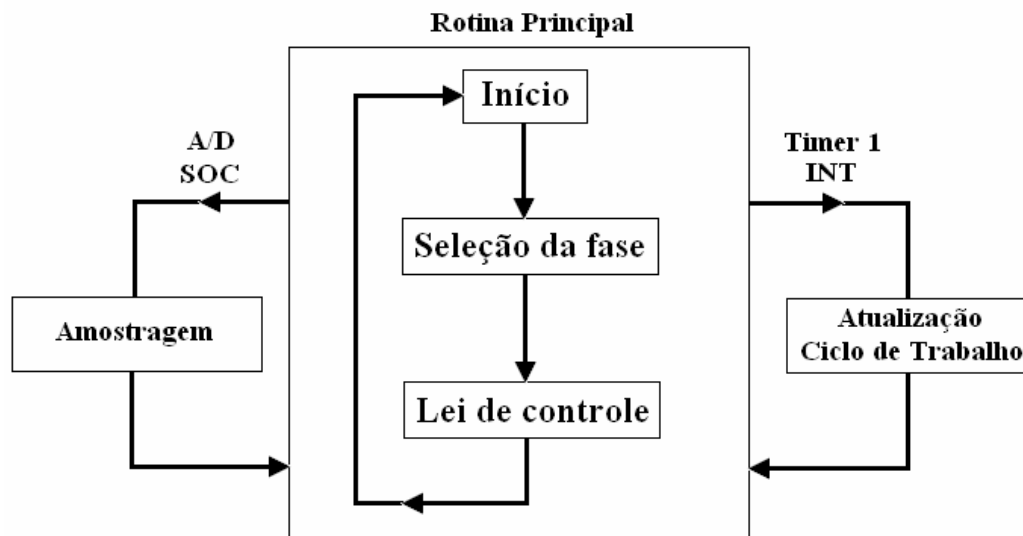 Rotina Principal
Início
A/D
SOC
Timer 1
INT
Seleção da fase
Amostragem
Atualização
Ciclo de Trabalho
Lei de controle